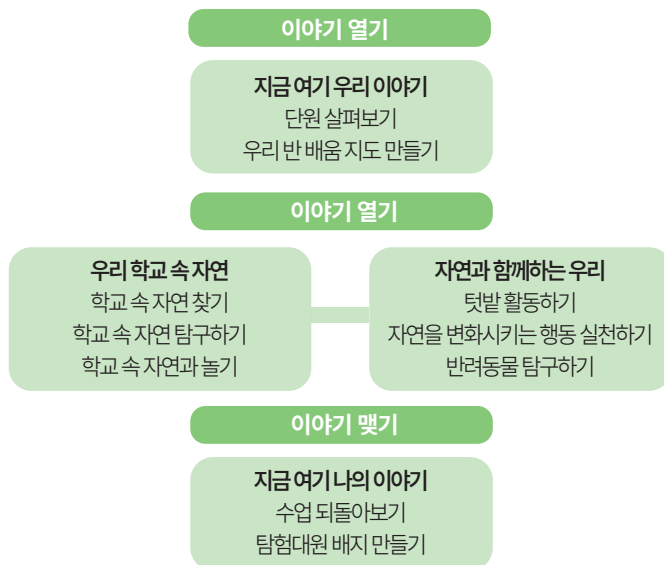 이야기 열기
지금 여기 우리 이야기
단원 살펴보기
우리 반 배움 지도 만들기
이야기 열기
우리 학교 속 자연
학교 속 자연 찾기
학교 속 자연 탐구하기
학교 속 자연과 놀기
자연과 함께하는 우리
텃밭 활동하기
자연을 변화시키는 행동 실천하기
반려동물 탐구하기
이야기 맺기
지금 여기 나의 이야기
수업 되돌아보기
탐험대원 배지 만들기